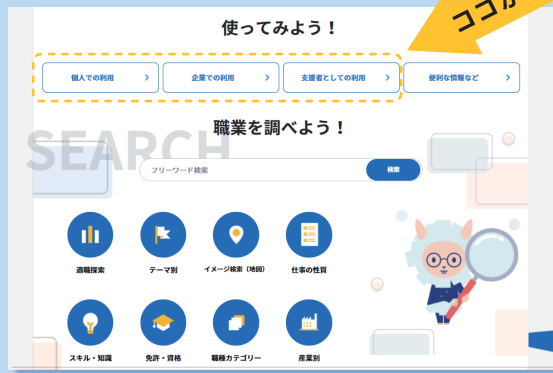 使ってみよう！
ココが
個人での利用
企業での利用
支援者としての利用
便利な情報など
職業を調べよう！
SEARCH
フリーワード検索
検索
適職探索
テーマ別
イメージ検索（地図）
仕事の性質
スキル・知識
免許・資格
職種カテゴリー
産業別